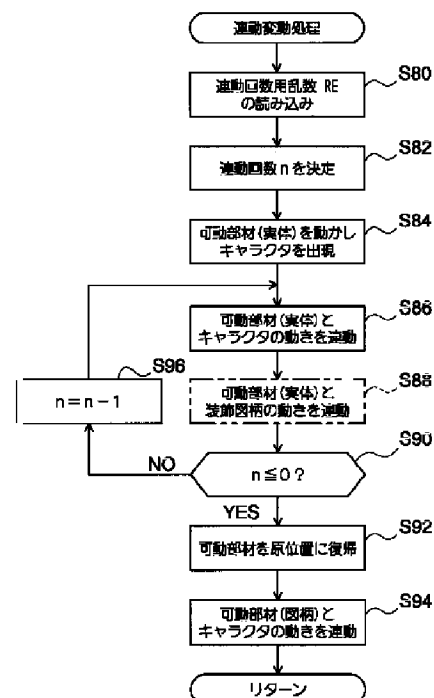 連動変動処理
S80
連動回数用乱数 RE
の読み込み
S82
連動回数 n を決定
S84
可動部材(実体)を動かし
キャラクタを出現
S86
可動部材(実体)と
キャラクタの動きを連動
S96
n=n-1
S88
可動部材(実体)と
装飾図柄の動きを連動
S90
n≦0?
NO
YES
S92
可動部材を原位置に復帰
S94
可動部材(図柄)と
キャラクタの動きを連動
リターン